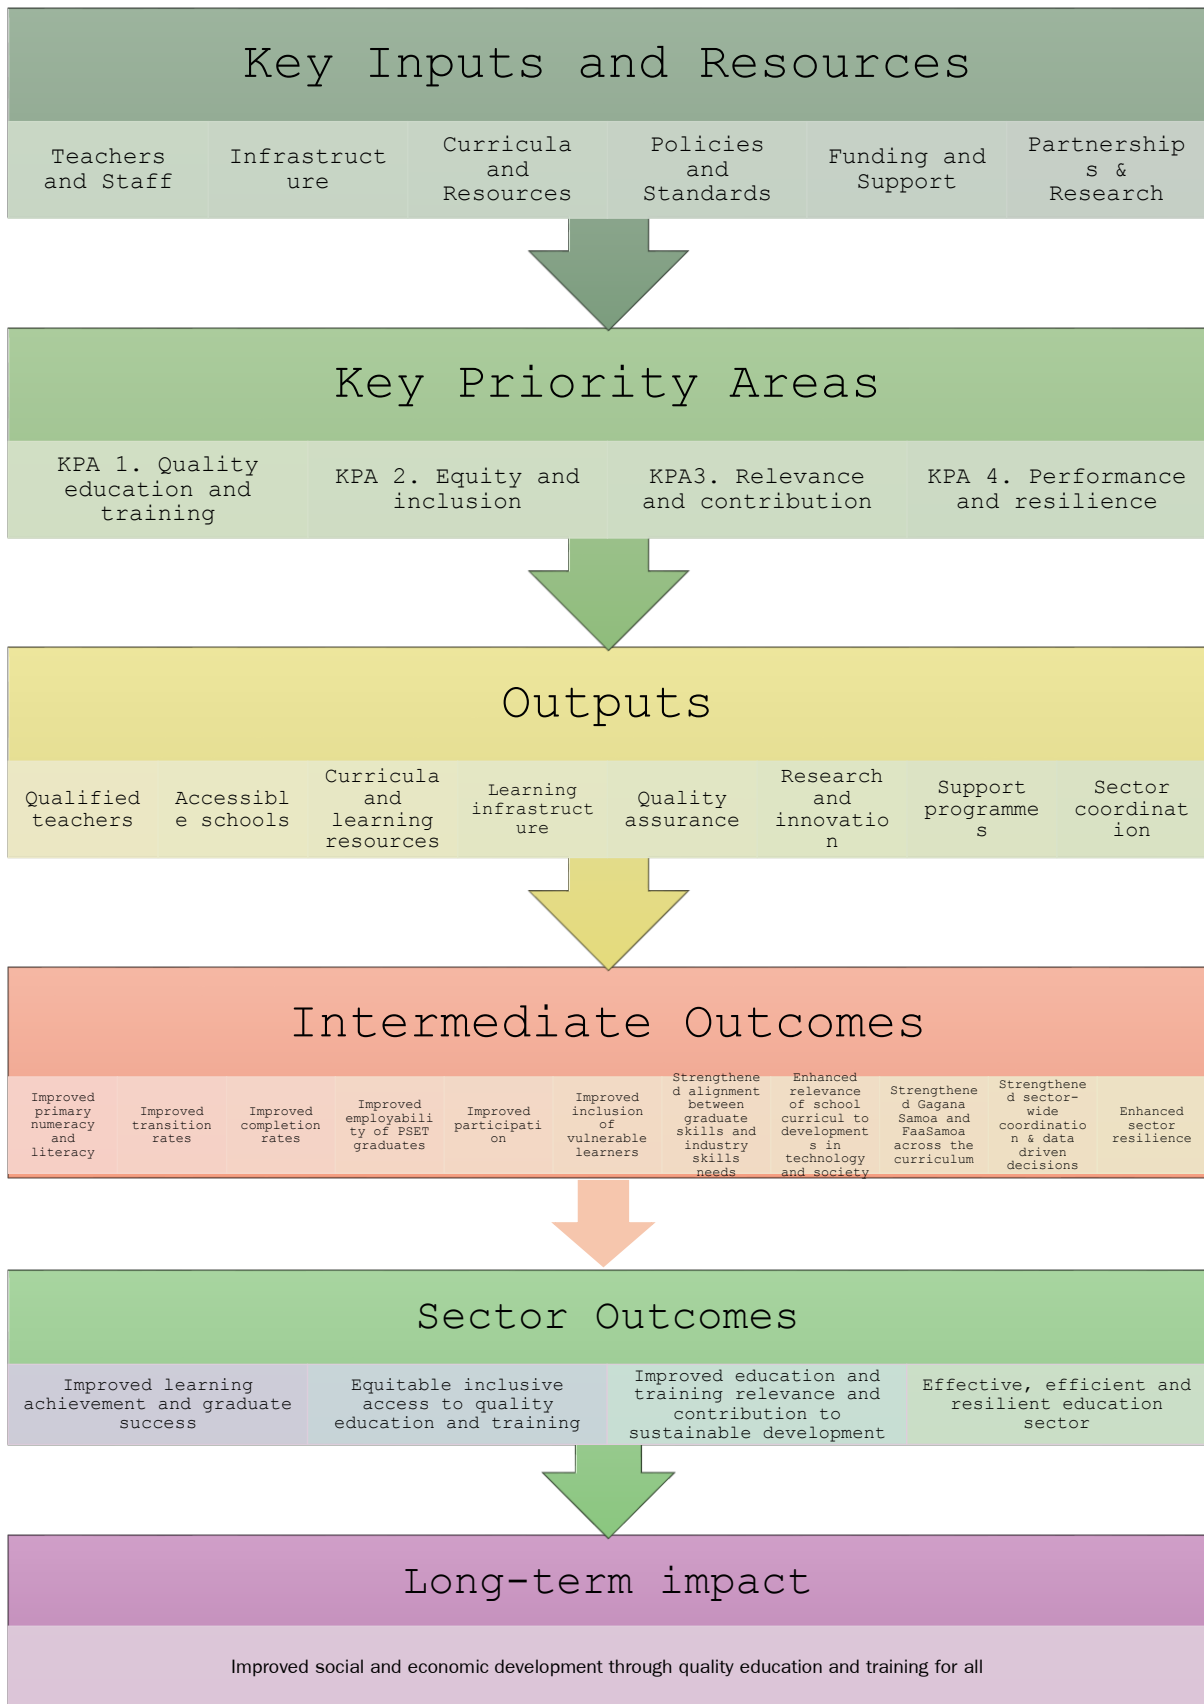 Key Inputs and Resources
Teachers
and Staff
Infrastruct
ure
Curricula
and
Resources
Policies
and
Standards
Funding and
Support
Partnership
s &
Research
Key Priority Areas
KPA 1. Quality
education and
training
KPA 2. Equity and
inclusion
KPA3. Relevance
and contribution
KPA 4. Performance
and resilience
Outputs
Qualified
teachers
Accessibl
e schools
Curricula
and
learning
resources
Learning
infrastruct
ure
Quality
assurance
Research
and
innovatio
n
Support
programme
s
Sector
coordinat
ion
Intermediate Outcomes
Improved
primary
numeracy
and
literacy
Improved
transition
rates
Improved
completion
rates
Improved
employabili
ty of PSET
graduates
Improved
participati
on
Improved
inclusion
of
vulnerable
learners
Strengthene
d alignment
between
graduate
skills and
industry
skills
needs
Enhanced
relevance
of school
curricul to
development
s in
technology
and society
Strengthene
d Gagana
Samoa and
FaaSamoa
across the
curriculum
Strengthene
d sector-
wide
coordinatio
n & data
driven
decisions
Enhanced
sector
resilience
Sector Outcomes
Improved learning
achievement and graduate
success
Equitable inclusive
access to quality
education and training
Improved education and
training relevance and
contribution to
sustainable development
Effective, efficient and
resilient education
sector
Long-term impact
Improved social and economic development through quality education and training for all